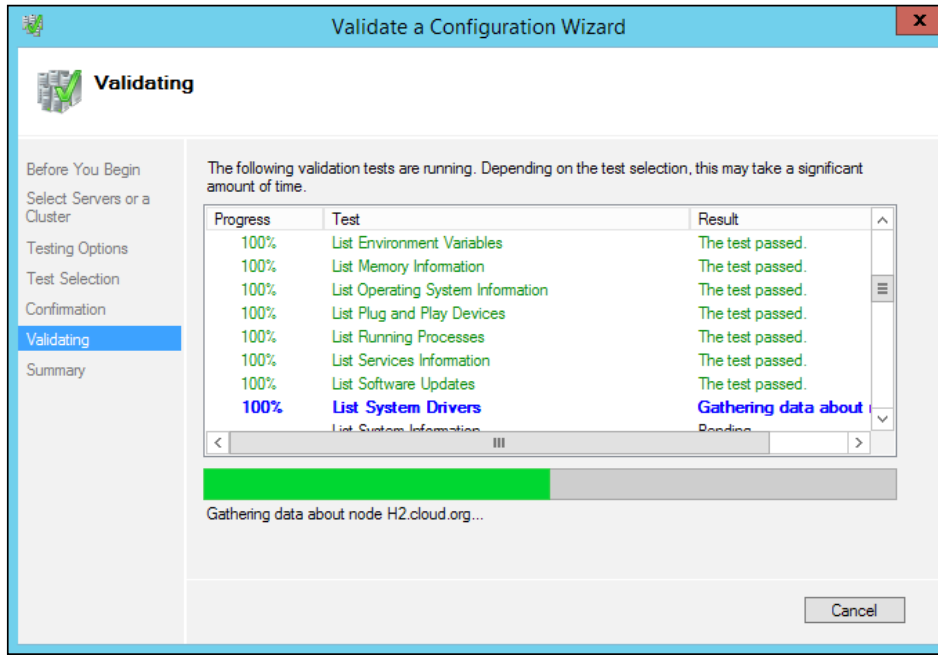 Validate a Configuration Wizard
x
Validating
Before You Begin
Select Servers or a
Cluster
Testing Options
Test Selection
Confirmation
Validating
Summary
The following validation tests are running. Depending on the test selection, this may take a significant
amount of time.
Progress Test Result
100% List Environment Variables The test passed.
100% List Memory Information The test passed.
100% List Operating System Information The test passed.
100% List Plug and Play Devices The test passed.
100% List Running Processes The test passed.
100% List Services Information The test passed.
100% List Software Updates The test passed.
100% List System Drivers Gathering data about
List System Information Pending
Gathering data about node H2.cloud.org...
Cancel